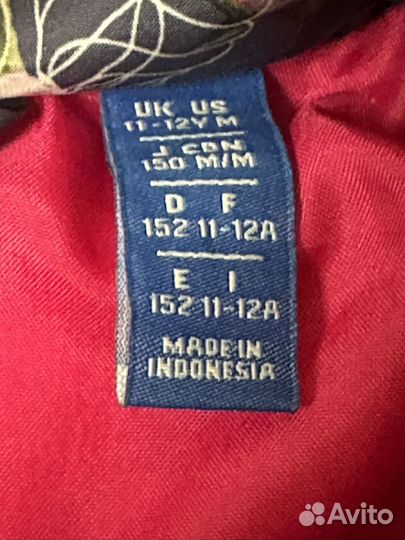 UK US
11-12Y M
J CDN
150 M/M
D F
152 11-12A
E I
152 11-12A
MADE IN
INDONESIA
Avito